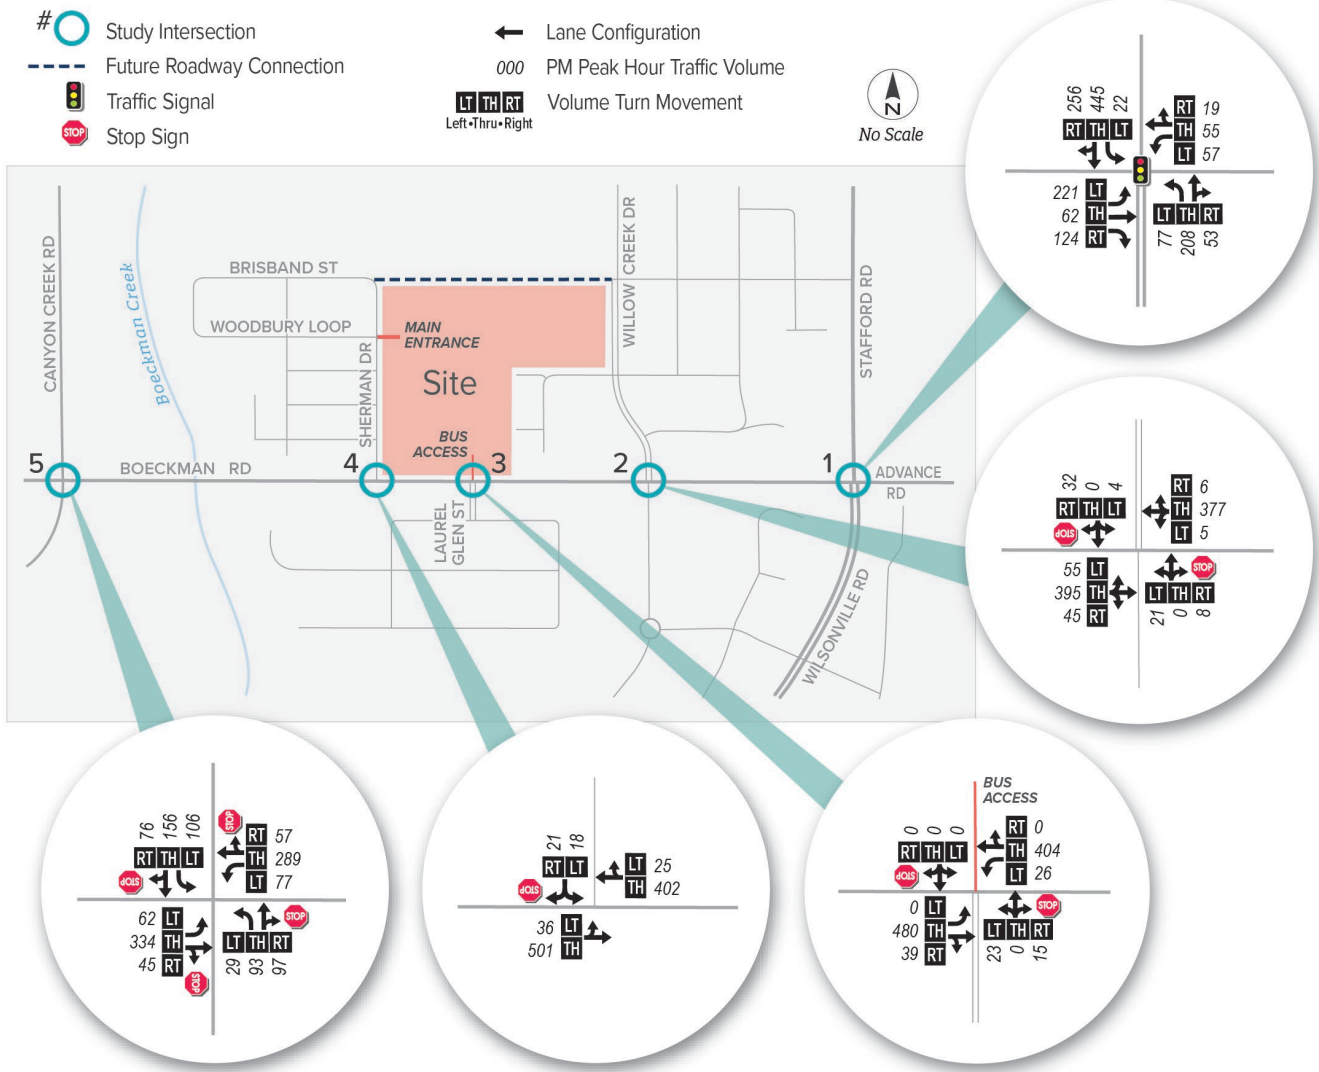 # Study Intersection
Future Roadway Connection
Traffic Signal
STOP Stop Sign
Lane Configuration
000 PM Peak Hour Traffic Volume
LT TH RT Volume Turn Movement
Left•Thru•Right
N
No Scale
CANYON CREEK RD
Boeckman Creek
BRISBAND ST
WOODBURY LOOP
SHERMAN DR
MAIN
ENTRANCE
Site
BUS
ACCESS
WILLOW CREEK DR
STAFFORD RD
5
BOECKMAN RD
4
3
2
1
ADVANCE
RD
LAUREL
GLEN ST
WILSONVILLE RD
256 445 22
RT TH LT
RT 19
TH 55
LT 57
221 LT
62 TH
124 RT
LT TH RT
77 208 53
32 0 4
RT TH LT
STOP
RT 6
TH 377
LT 5
55 LT
395 TH
45 RT
STOP
LT TH RT
21 0 8
76 156 106
RT TH LT
STOP
STOP
RT 57
TH 289
LT 77
62 LT
334 TH
45 RT
STOP
STOP
LT TH RT
29 93 97
21 18
RT LT
STOP
LT 25
TH 402
36 LT
501 TH
BUS
ACCESS
0 0 0
RT TH LT
STOP
RT 0
TH 404
LT 26
0 LT
480 TH
39 RT
STOP
LT TH RT
23 0 15